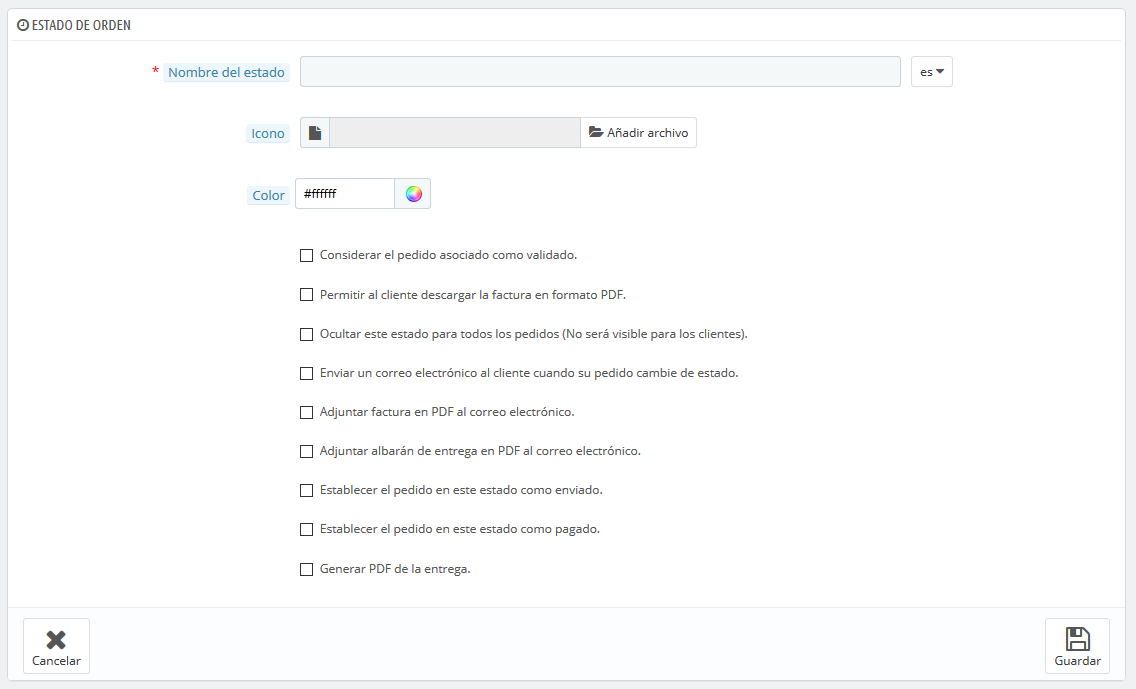 ESTADO DE ORDEN
* Nombre del estado es
Icono Añadir archivo
Color #ffffff
Considerar el pedido asociado como validado.
Permitir al cliente descargar la factura en formato PDF.
Ocultar este estado para todos los pedidos (No será visible para los clientes).
Enviar un correo electrónico al cliente cuando su pedido cambie de estado.
Adjuntar factura en PDF al correo electrónico.
Adjuntar albarán de entrega en PDF al correo electrónico.
Establecer el pedido en este estado como enviado.
Establecer el pedido en este estado como pagado.
Generar PDF de la entrega.
Cancelar Guardar